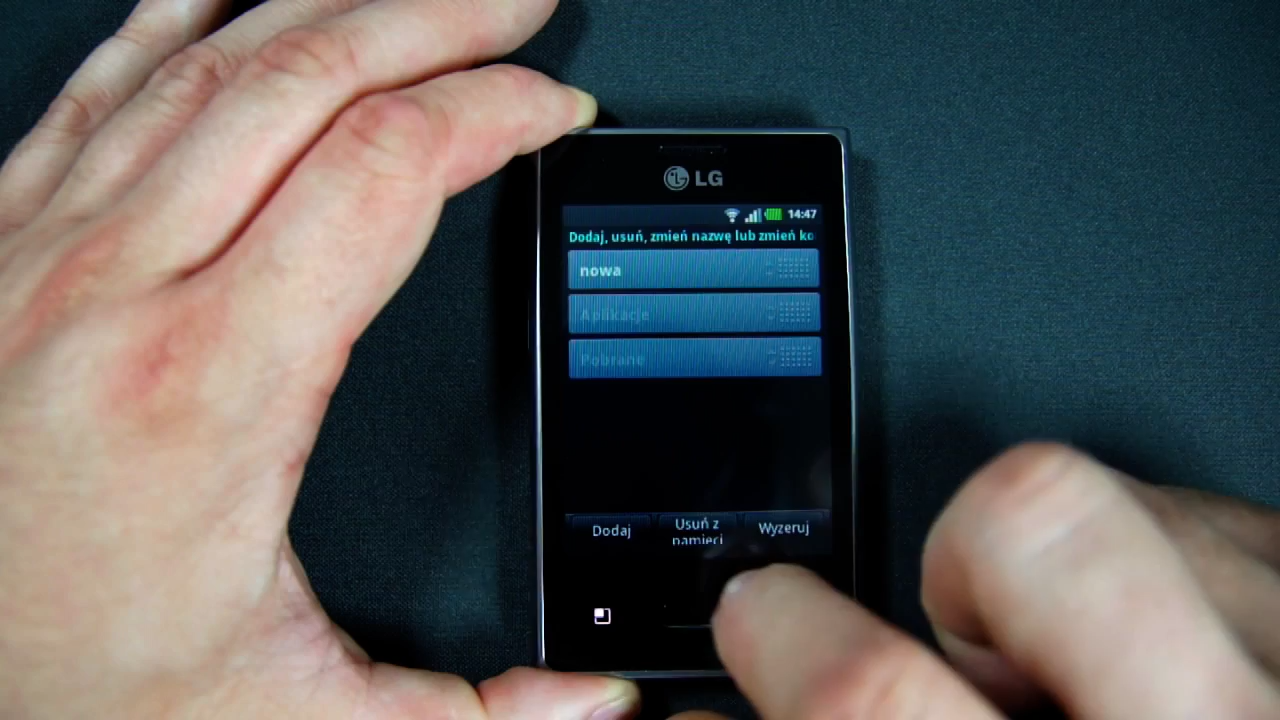 LG
14:47
Dodaj, usuń, zmień nazwę lub zmień ko
nowa
Aplikacje
Pobrane
Dodaj
Usuń z
pamięci
Wyzeruj